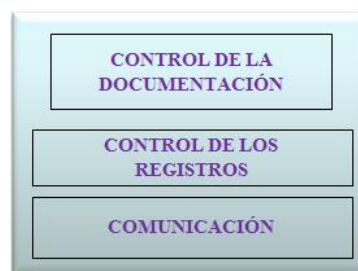 CONTROL DE LA
DOCUMENTACIÓN
CONTROL DE LOS
REGISTROS
COMUNICACIÓN